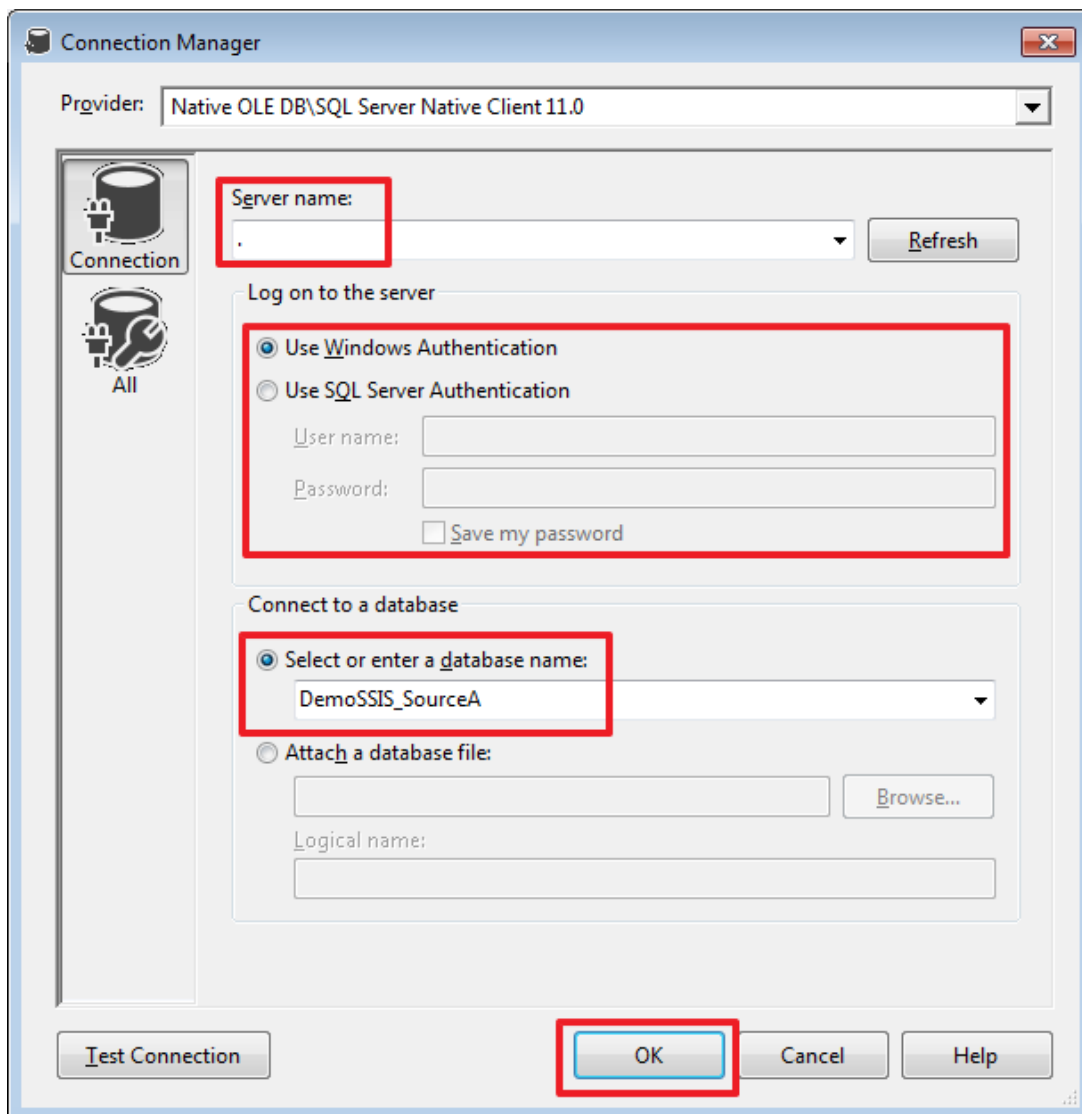 Connection Manager
Provider: Native OLE DB\SQL Server Native Client 11.0
Connection
All
Server name:
.
Refresh
Log on to the server
Use Windows Authentication
Use SQL Server Authentication
User name:
Password:
Save my password
Connect to a database
Select or enter a database name:
DemoSSIS_SourceA
Attach a database file:
Browse...
Logical name:
Test Connection OK Cancel Help